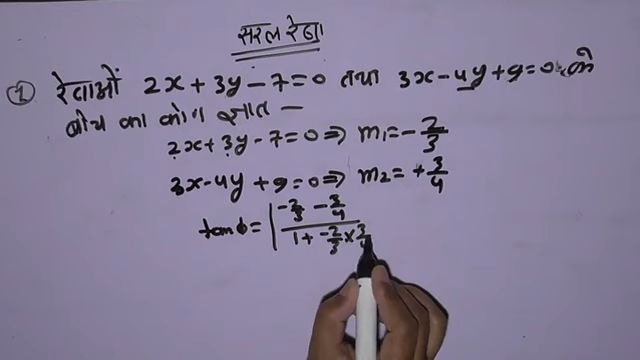 सरल रेखा
① रेखाओं 2x + 3y - 7 = 0 तथा 3x - 4y + 9 = 0 के
बीच का कोण ज्ञात -
2x + 3y - 7 = 0 ⇒ m₁ = - 2/3
3x - 4y + 9 = 0 ⇒ m₂ = + 3/4
tan ϕ = | (- 2/3 - 3/4) / (1 + - 2/3 × 3/4)